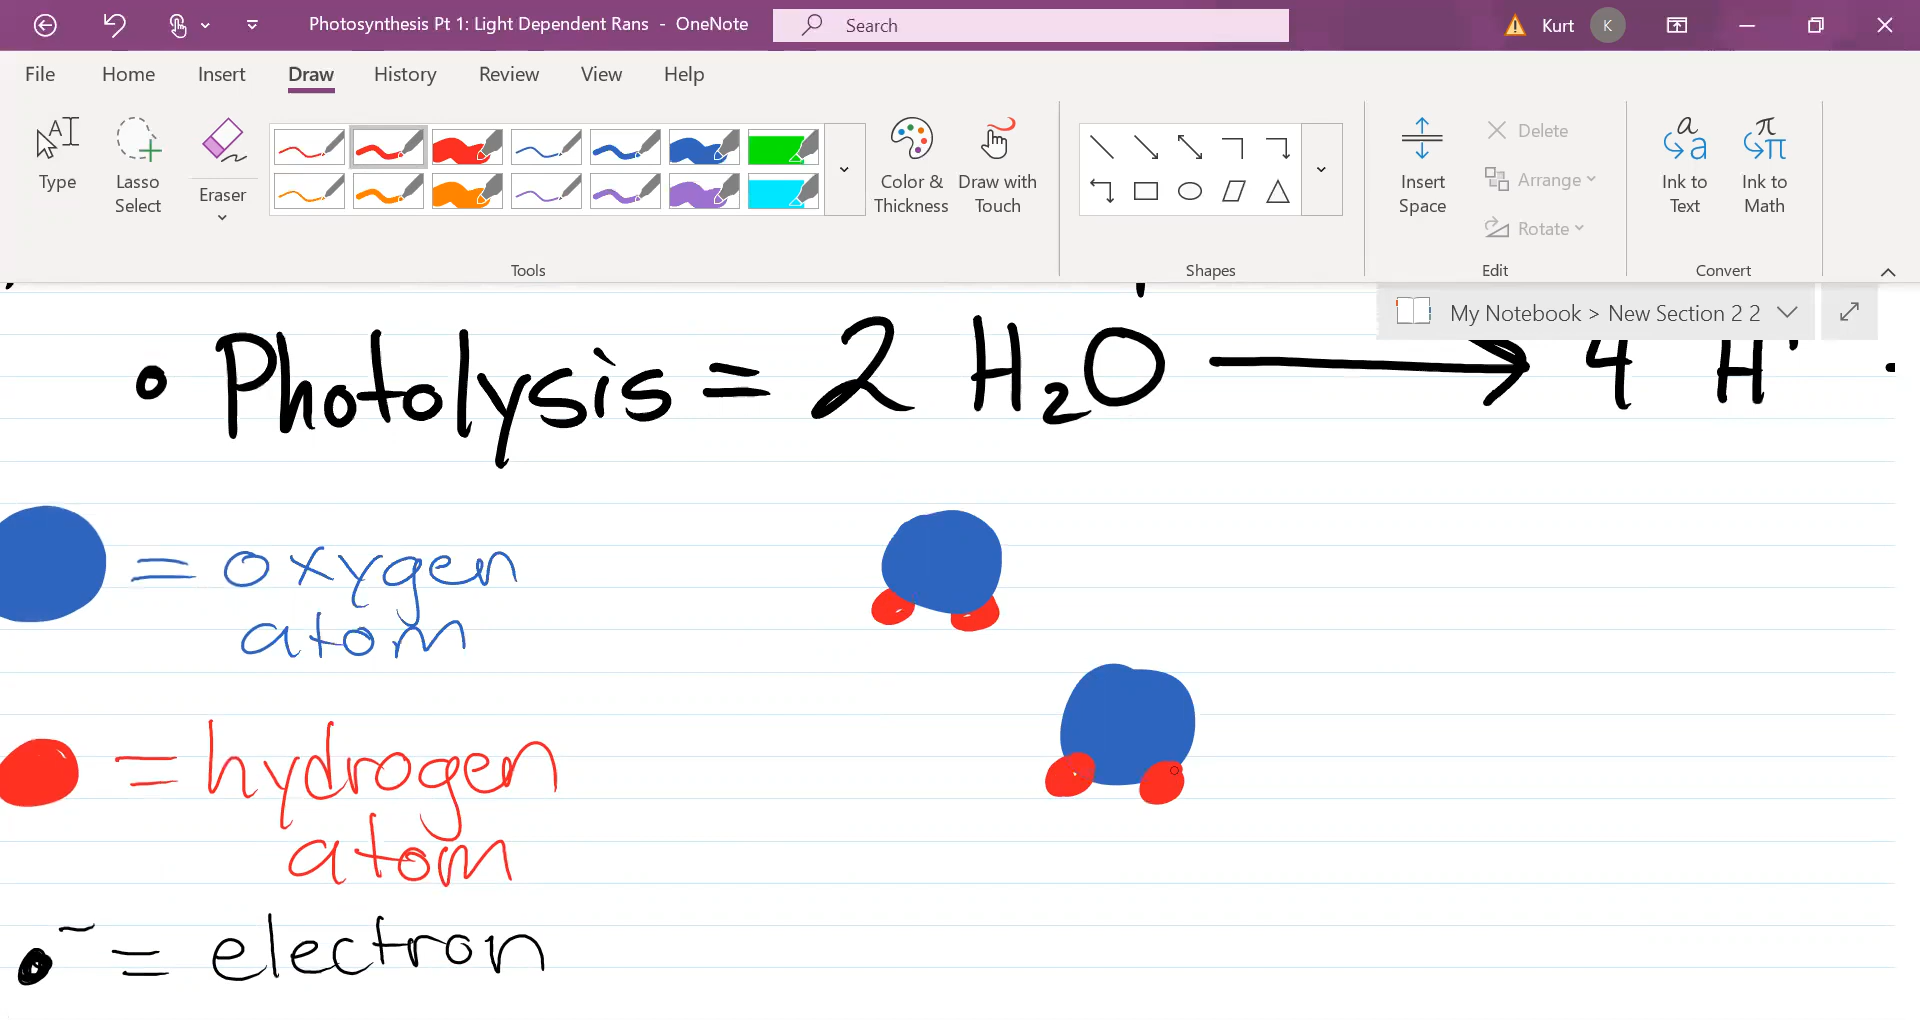 Photosynthesis Pt 1: Light Dependent Rans - OneNote
Search
Kurt
K
File Home Insert Draw History Review View Help
Type
Lasso Select
Eraser
Color & Thickness
Draw with Touch
Insert Space
Delete
Arrange
Rotate
Ink to Text
Ink to Math
Tools
Shapes
Edit
Convert
My Notebook > New Section 2 2
• Photolysis = 2 H₂O → 4 H
= oxygen
atom
= hydrogen
atom
•⁻ = electron